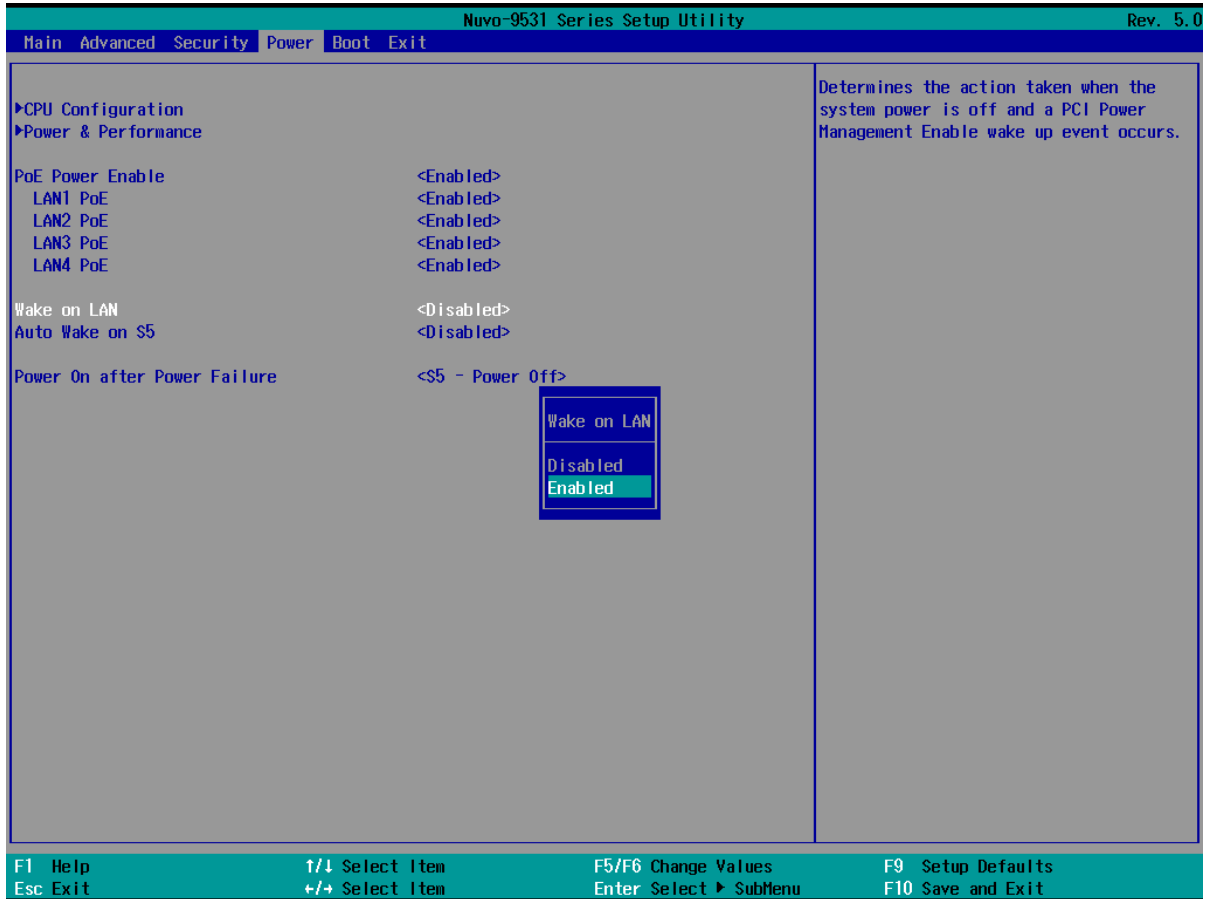 Nuvo-9531 Series Setup Utility Rev. 5.0
Main Advanced Security Power Boot Exit
▶CPU Configuration
▶Power & Performance
PoE Power Enable <Enabled>
LAN1 PoE <Enabled>
LAN2 PoE <Enabled>
LAN3 PoE <Enabled>
LAN4 PoE <Enabled>
Wake on LAN <Disabled>
Auto Wake on S5 <Disabled>
Power On after Power Failure <S5 - Power Off>
Wake on LAN
Disabled
Enabled
Determines the action taken when the
system power is off and a PCI Power
Management Enable wake up event occurs.
F1 Help ↑/↓ Select Item F5/F6 Change Values F9 Setup Defaults
Esc Exit ←/→ Select Item Enter Select ▶ SubMenu F10 Save and Exit